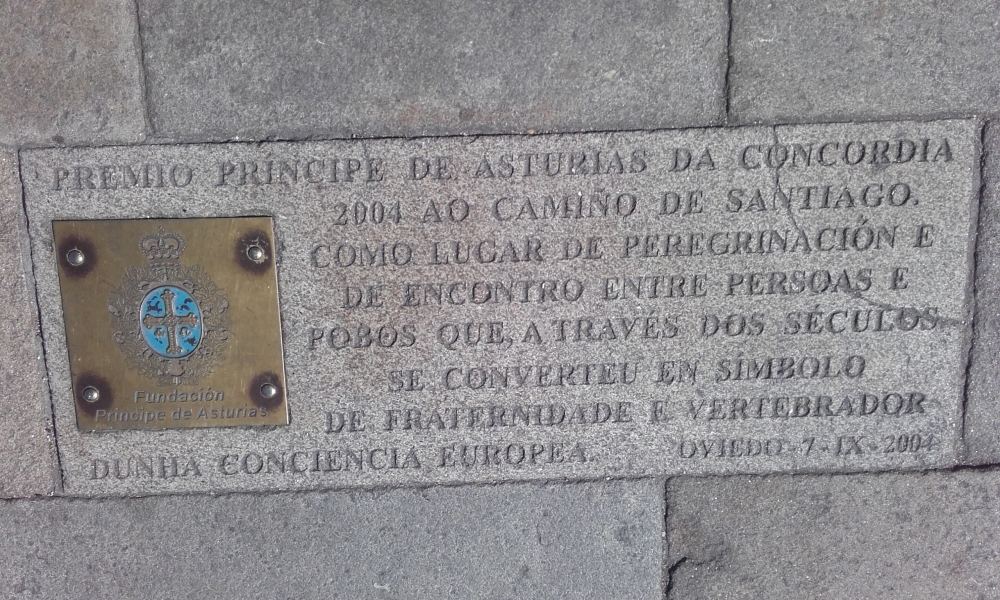 PREMIO PRÍNCIPE DE ASTURIAS DA CONCORDIA
2004 AO CAMIÑO DE SANTIAGO.
COMO LUGAR DE PEREGRINACIÓN E
DE ENCONTRO ENTRE PERSOAS E
POBOS QUE, A TRAVÉS DOS SÉCULOS
SE CONVERTEU EN SÍMBOLO
DE FRATERNIDADE E VERTEBRADOR
DUNHA CONCIENCIA EUROPEA. OVIEDO-7-IX-2004
Fundación
Príncipe de Asturias